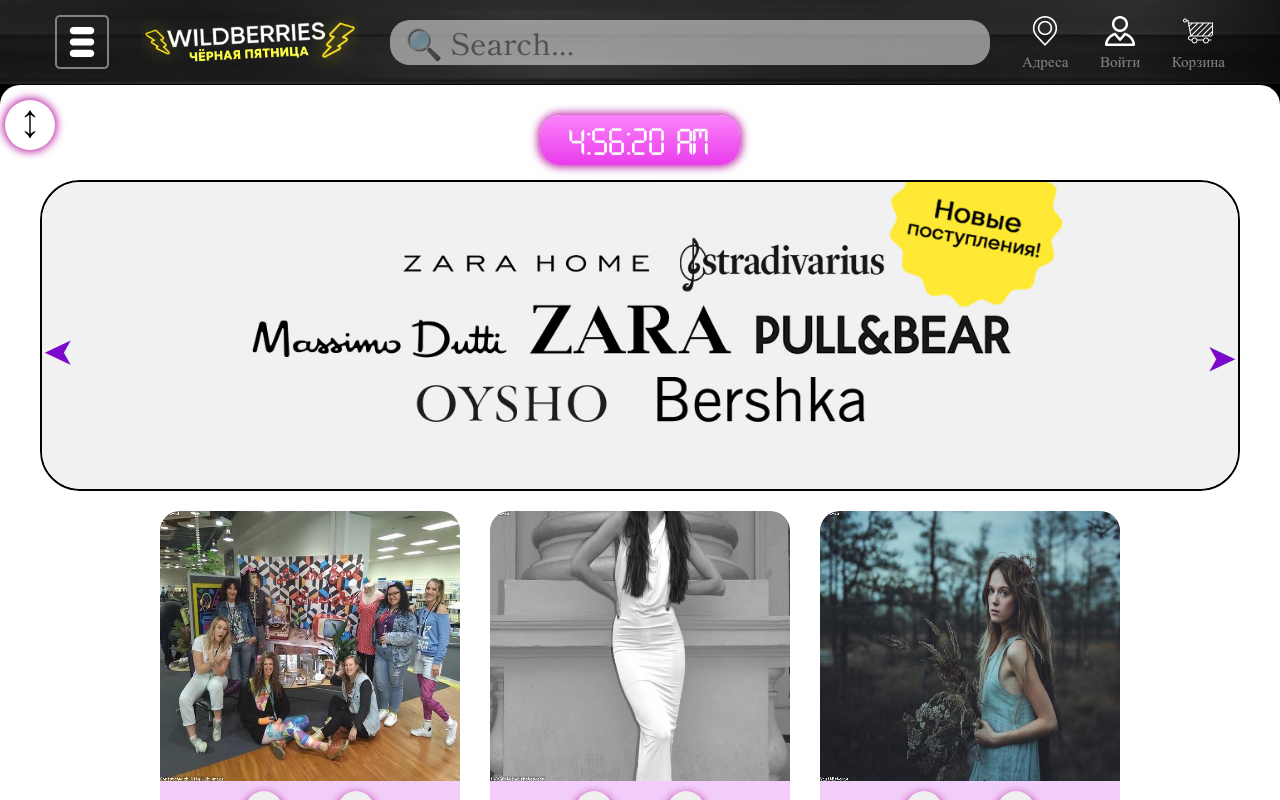 WILDBERRIES
ЧЁРНАЯ ПЯТНИЦА
Search...
Адреса
Войти
Корзина
4:56:20 AM
Новые
поступления!
ZARA HOME
stradivarius
Massimo Dutti
ZARA
PULL&BEAR
OYSHO
Bershka